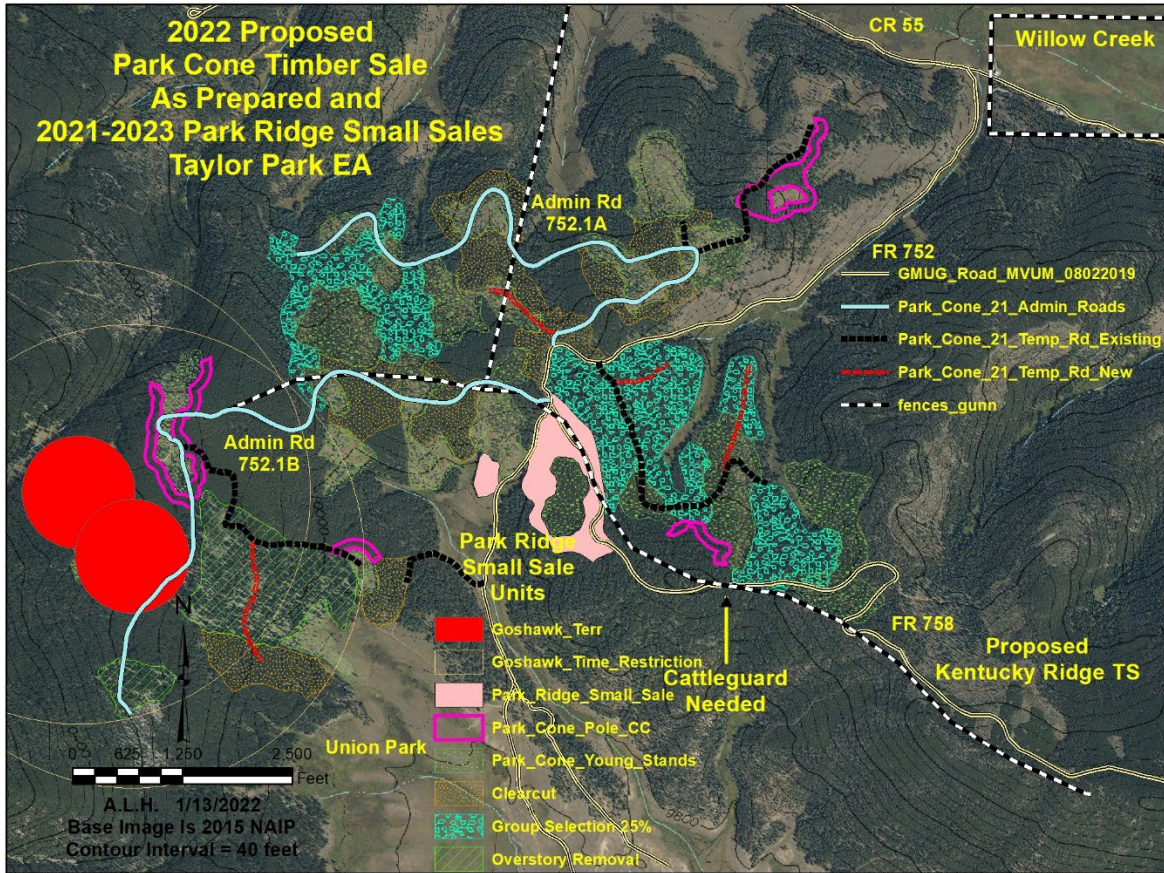 2022 Proposed
Park Cone Timber Sale
As Prepared and
2021-2023 Park Ridge Small Sales
Taylor Park EA
CR 55
Willow Creek
9600
Admin Rd
752.1A
FR 752
GMUG_Road_MVUM_08022019
Park_Cone_21_Admin_Roads
Park_Cone_21_Temp_Rd_Existing
Park_Cone_21_Temp_Rd_New
fences_gunn
Admin Rd
752.1B
Park Ridge
Small Sale
Units
Goshawk_Terr
Goshawk_Time_Restriction
Park_Ridge_Small_Sale
Park_Cone_Pole_CC
Park_Cone_Young_Stands
Clearcut
Group Selection 25%
Overstory Removal
Cattleguard
Needed
FR 758
Proposed
Kentucky Ridge TS
Union Park
9800
N
0 625 1,250 2,500
Feet
A.L.H. 1/13/2022
Base Image Is 2015 NAIP
Contour Interval = 40 feet